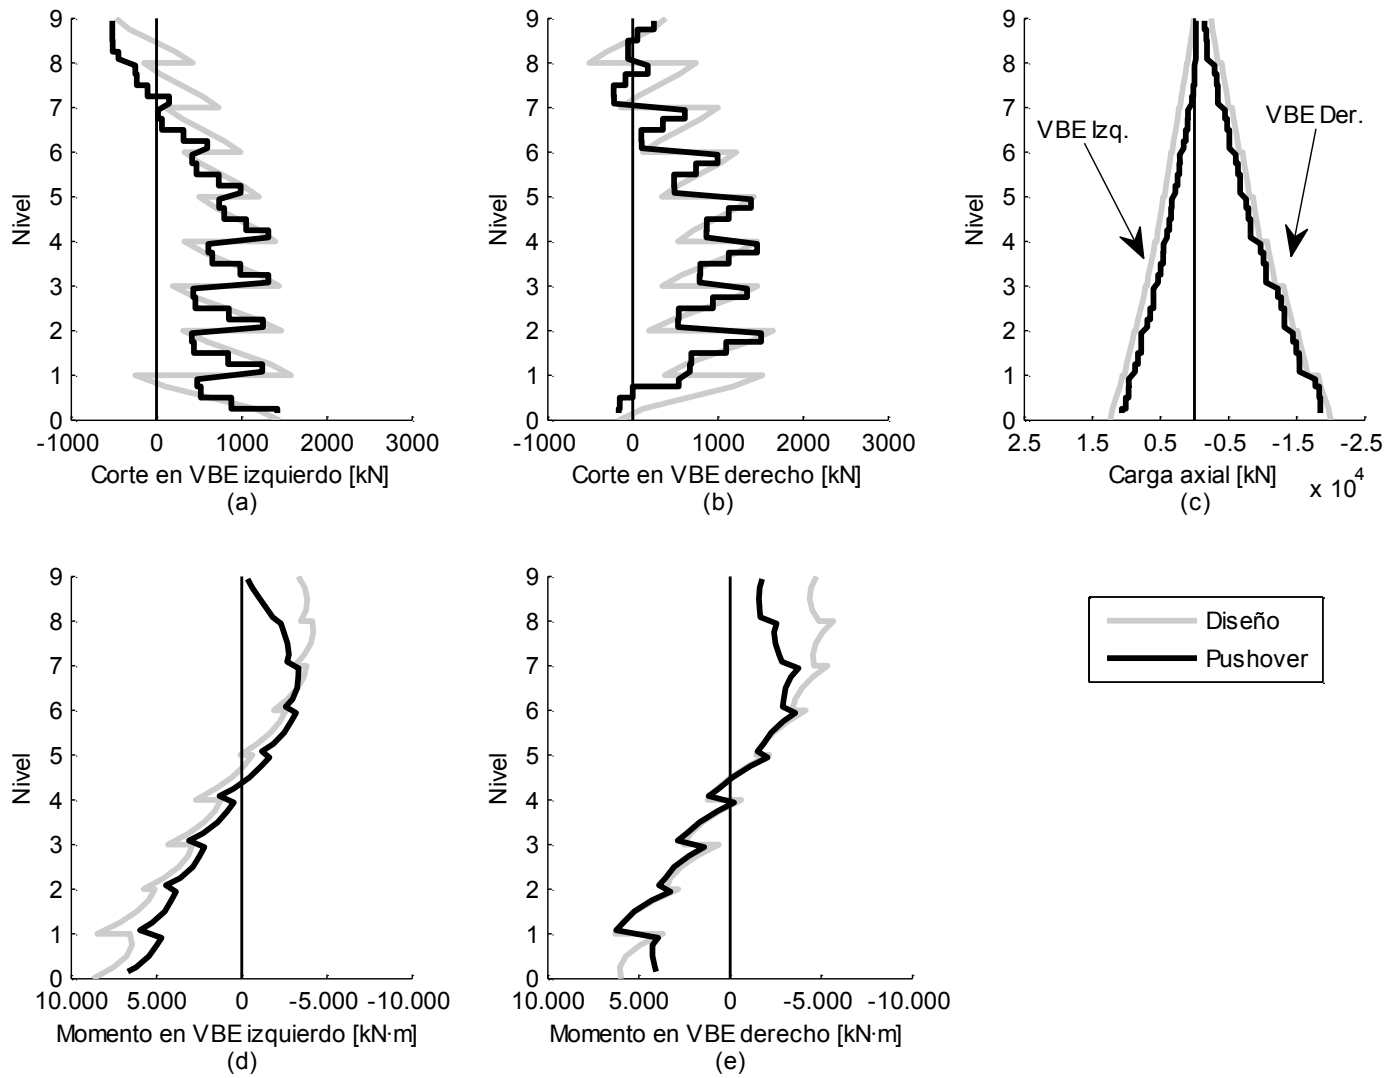 9
8
7
6
5
4
3
2
1
0
Nivel
-1000 0 1000 2000 3000
Corte en VBE izquierdo [kN]
(a)
9
8
7
6
5
4
3
2
1
0
Nivel
-1000 0 1000 2000 3000
Corte en VBE derecho [kN]
(b)
9
8
7
6
5
4
3
2
1
0
Nivel
VBE Izq.
VBE Der.
2.5 1.5 0.5 -0.5 -1.5 -2.5
Carga axial [kN]
x 10⁴
(c)
9
8
7
6
5
4
3
2
1
0
Nivel
10.000 5.000 0 -5.000 -10.000
Momento en VBE izquierdo [kN·m]
(d)
9
8
7
6
5
4
3
2
1
0
Nivel
10.000 5.000 0 -5.000 -10.000
Momento en VBE derecho [kN·m]
(e)
Diseño
Pushover